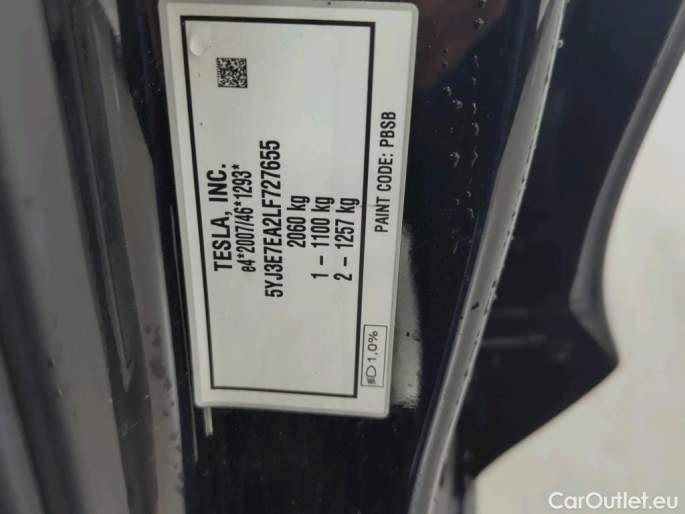 TESLA, INC.
e4*2007/46*1293*
5YJ3E7EA2LF727655
2060 kg
1 - 1100 kg
2 - 1257 kg
PAINT CODE: PBSB
1,0%
CarOutlet.eu